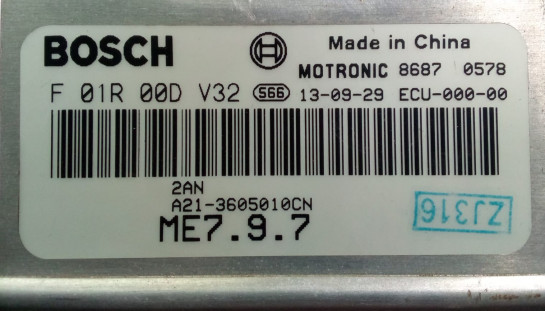 BOSCH
Made in China
MOTRONIC 8687 0578
F 01R 00D V32 566 13-09-29 ECU-000-00
2AN
A21-3605010CN
ME7.9.7
ZJ316